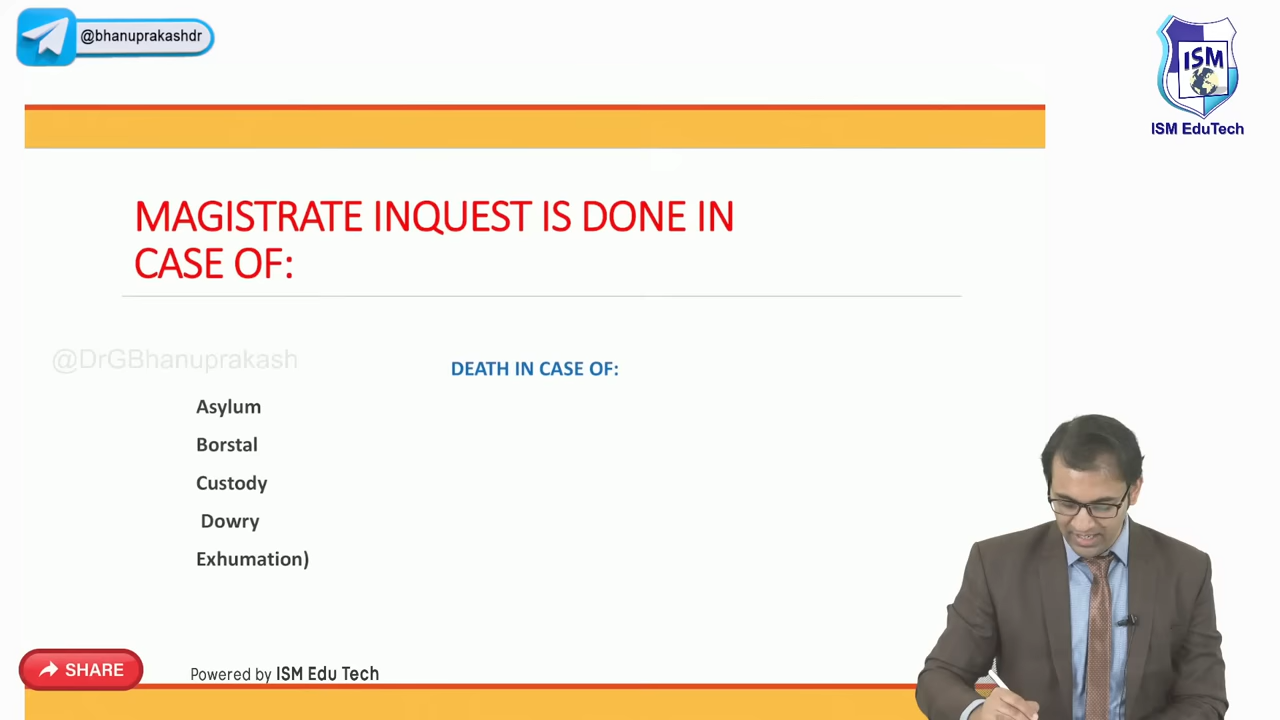 @bhanuprakashdr
ISM
ISM EduTech
MAGISTRATE INQUEST IS DONE IN
CASE OF:
@DrGBhanuprakash
DEATH IN CASE OF:
Asylum
Borstal
Custody
Dowry
Exhumation)
SHARE
Powered by ISM Edu Tech